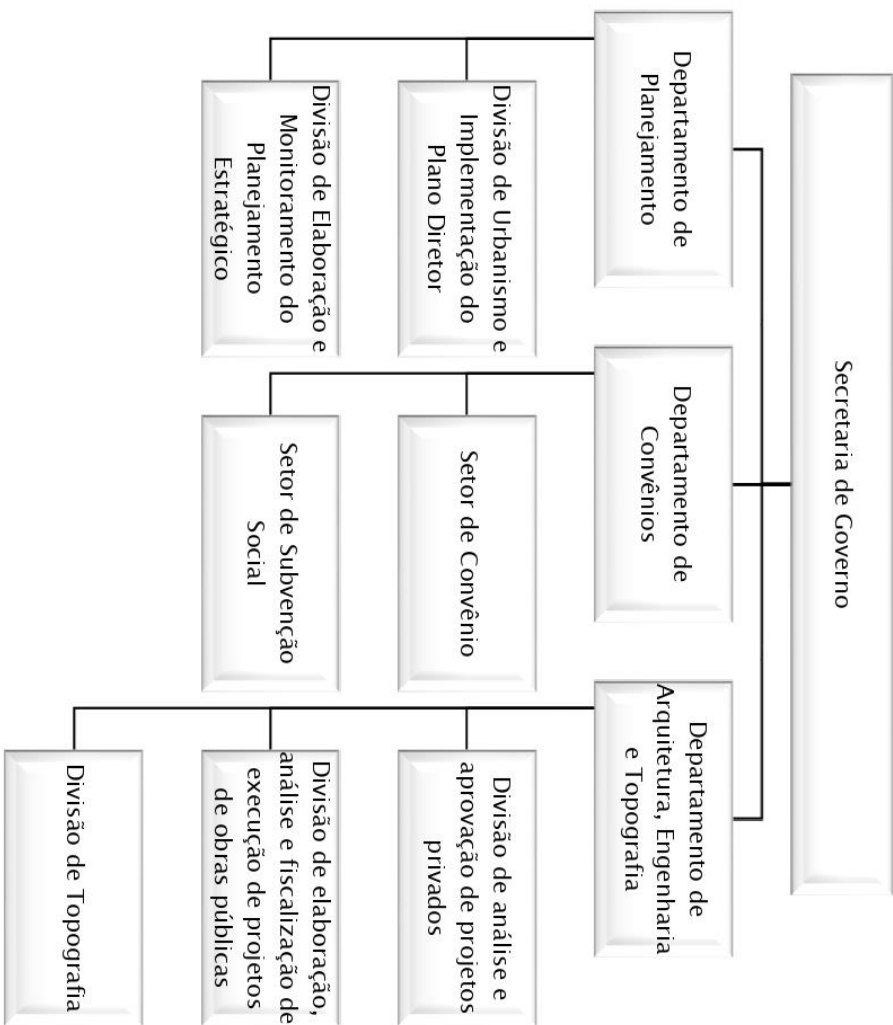 Secretaria de Governo
Departamento de
Planejamento
Divisão de Urbanismo e
Implementação do
Plano Diretor
Divisão de Elaboração e
Monitoramento do
Planejamento
Estratégico
Departamento de
Convênios
Setor de Convênio
Setor de Subvenção
Social
Departamento de
Arquitetura, Engenharia
e Topografia
Divisão de análise e
aprovação de projetos
privados
Divisão de elaboração,
análise e fiscalização de
execução de projetos
de obras públicas
Divisão de Topografia